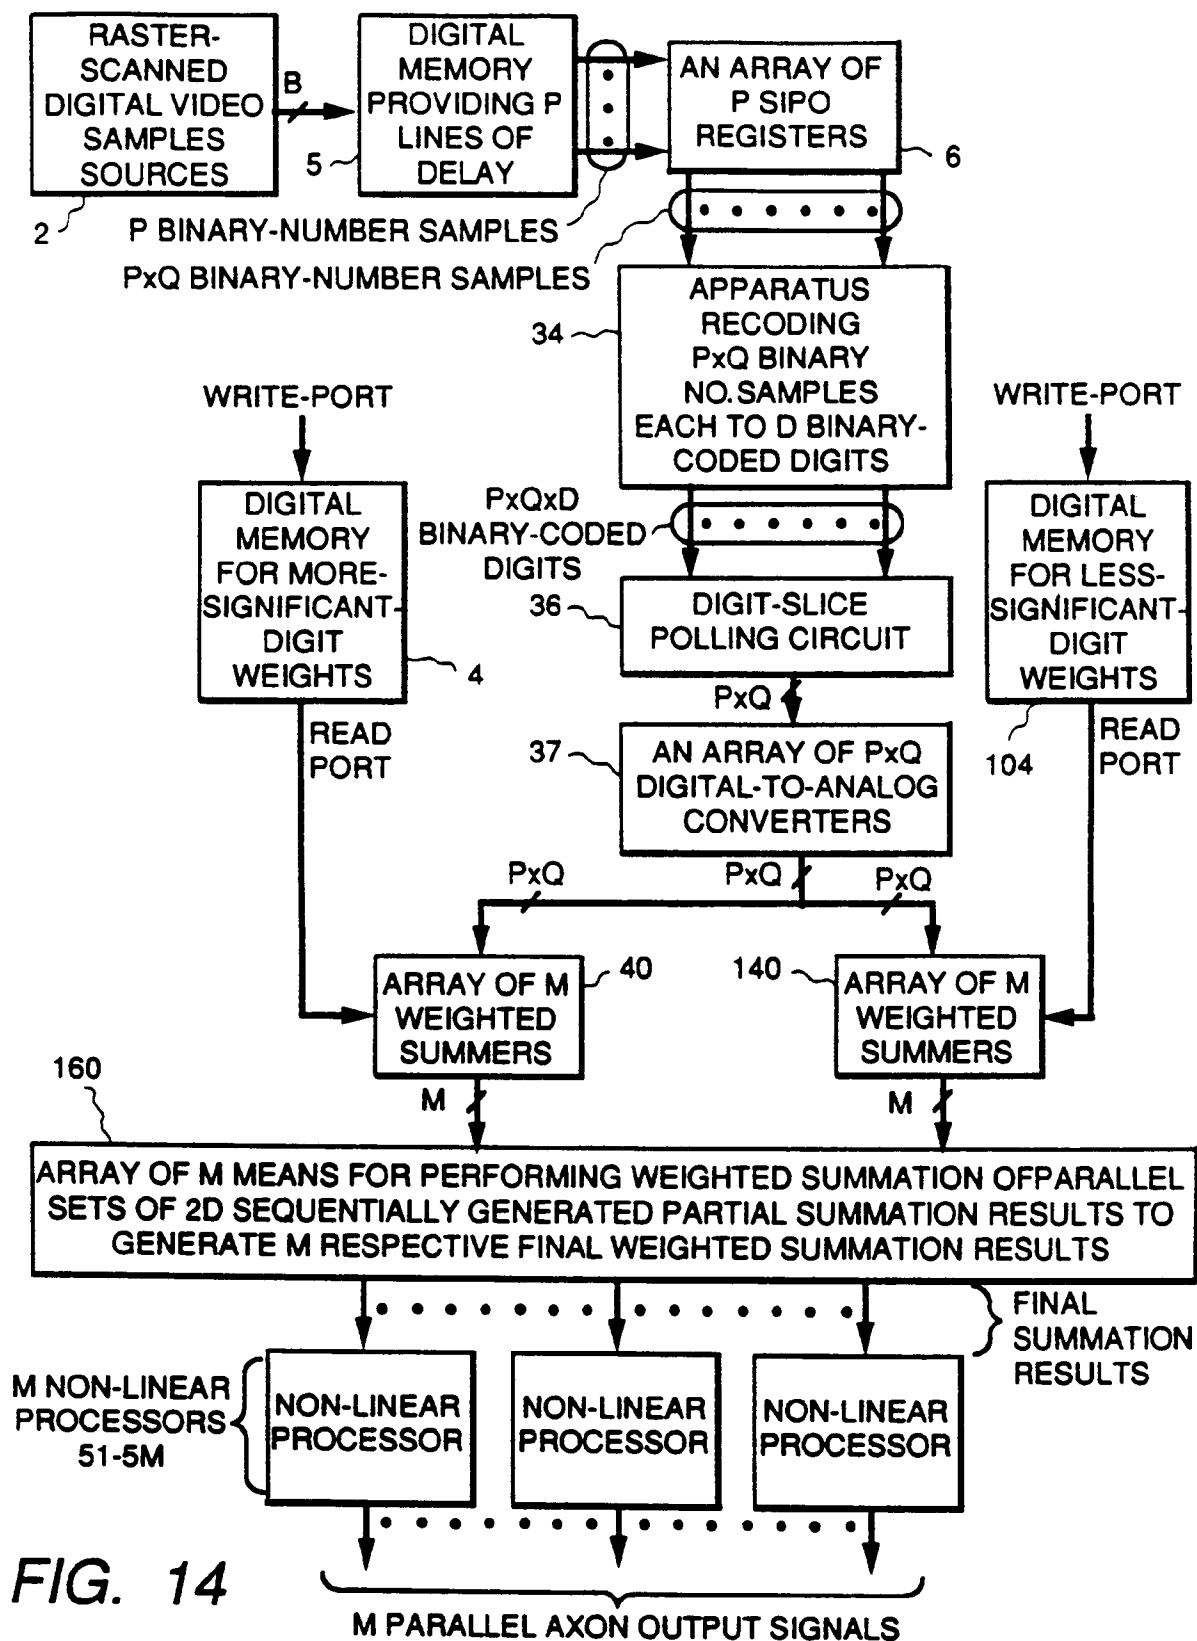 RASTER-
SCANNED
DIGITAL VIDEO
SAMPLES
SOURCES
2
B
DIGITAL
MEMORY
PROVIDING P
LINES OF
DELAY
5
AN ARRAY OF
P SIPO
REGISTERS
6
P BINARY-NUMBER SAMPLES
PxQ BINARY-NUMBER SAMPLES
APPARATUS
RECODING
PxQ BINARY
NO.SAMPLES
EACH TO D BINARY-
CODED DIGITS
34
WRITE-PORT
DIGITAL
MEMORY
FOR MORE-
SIGNIFICANT-
DIGIT
WEIGHTS
4
READ
PORT
PxQxD
BINARY-CODED
DIGITS
36
DIGIT-SLICE
POLLING CIRCUIT
PxQ
37
AN ARRAY OF PxQ
DIGITAL-TO-ANALOG
CONVERTERS
WRITE-PORT
DIGITAL
MEMORY
FOR LESS-
SIGNIFICANT-
DIGIT
WEIGHTS
104
READ
PORT
PxQ
PxQ
PxQ
ARRAY OF M
WEIGHTED
SUMMERS
40
140
ARRAY OF M
WEIGHTED
SUMMERS
M
M
160
ARRAY OF M MEANS FOR PERFORMING WEIGHTED SUMMATION OFPARALLEL
SETS OF 2D SEQUENTIALLY GENERATED PARTIAL SUMMATION RESULTS TO
GENERATE M RESPECTIVE FINAL WEIGHTED SUMMATION RESULTS
FINAL
SUMMATION
RESULTS
M NON-LINEAR
PROCESSORS
51-5M
NON-LINEAR
PROCESSOR
NON-LINEAR
PROCESSOR
NON-LINEAR
PROCESSOR
FIG. 14
M PARALLEL AXON OUTPUT SIGNALS